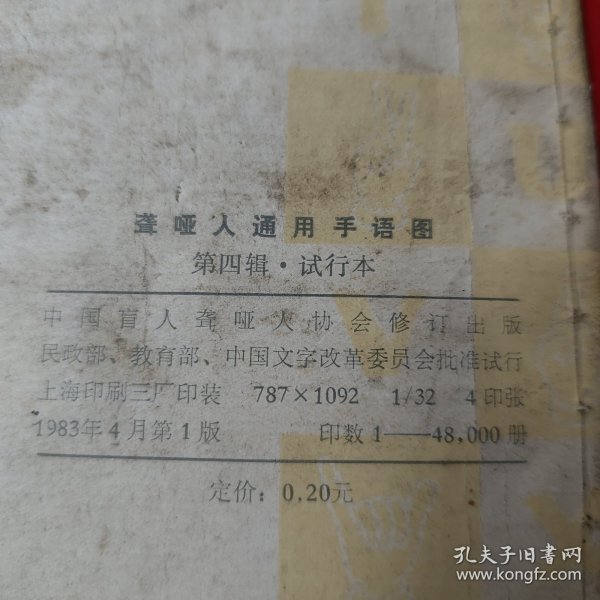 聋哑人通用手语图
第四辑·试行本
中国盲人聋哑人协会修订出版
民政部、教育部、中国文字改革委员会批准试行
上海印刷三厂印装 787×1092 1/32 4印张
1983年4月第1版 印数1——48,000册
定价：0.20元
孔夫子旧书网
www.kongfz.com